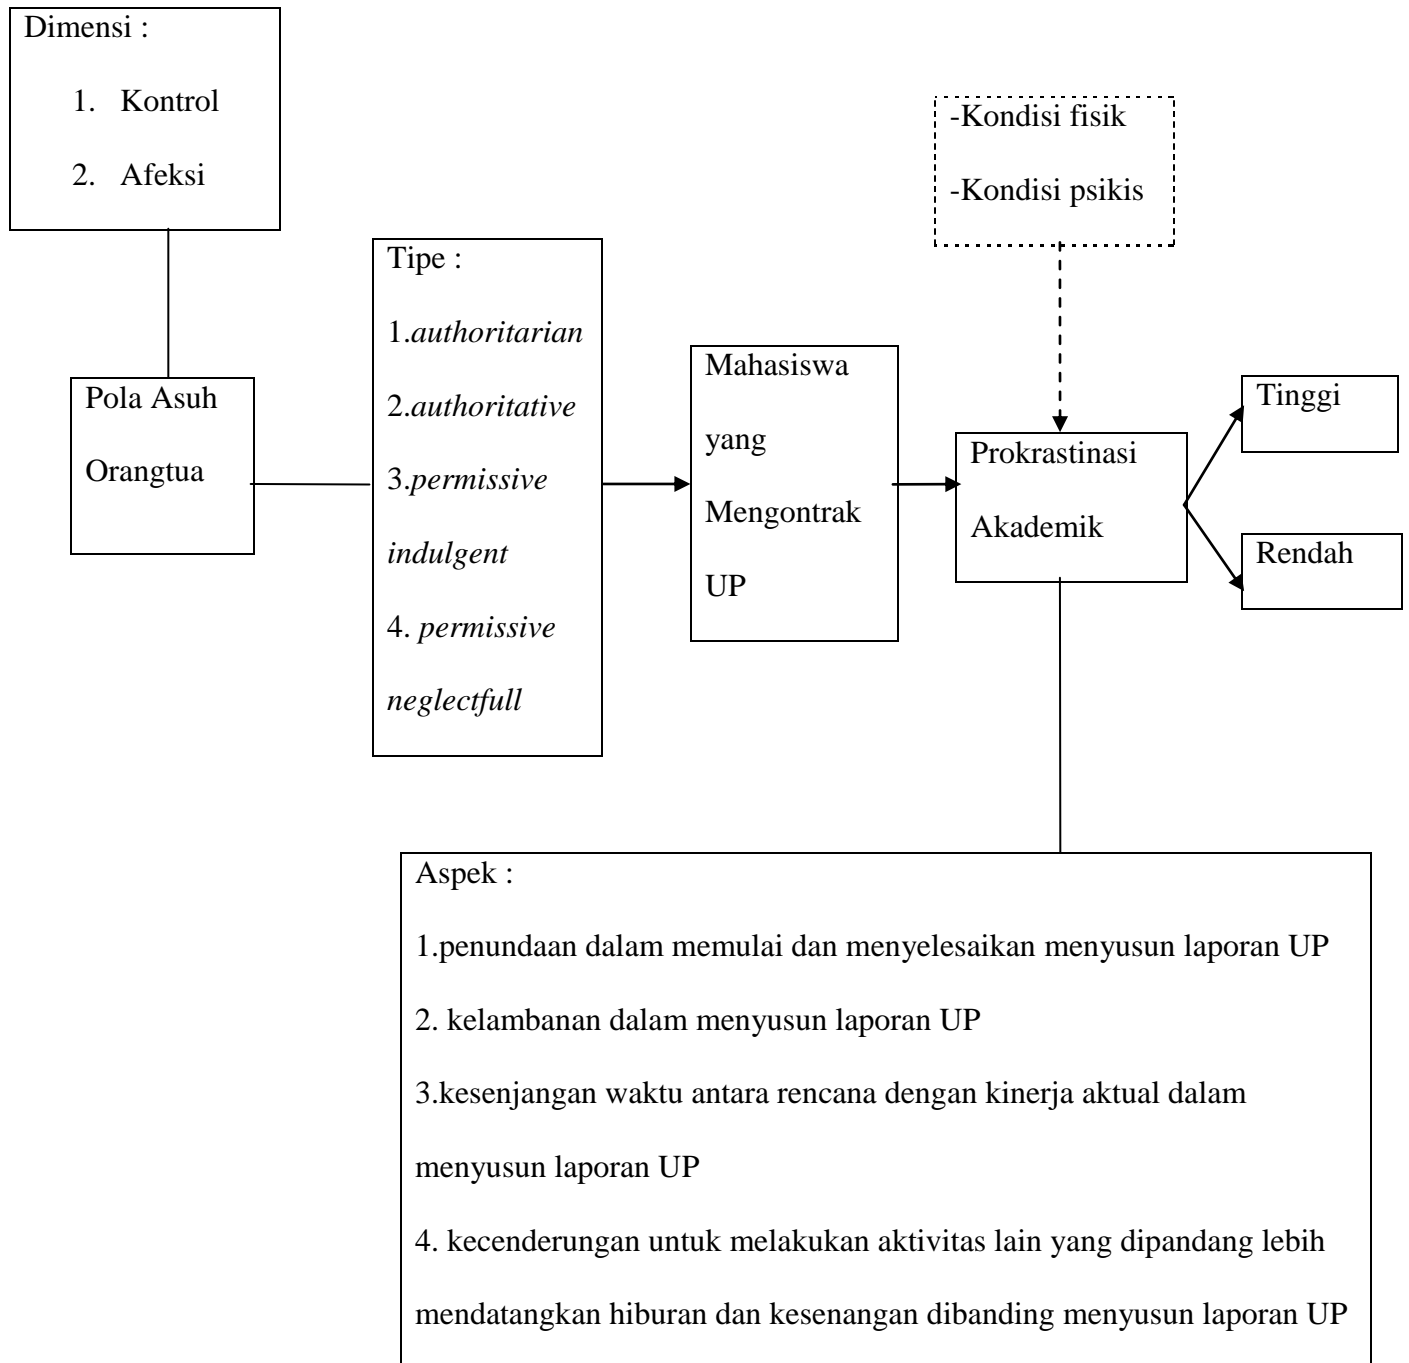 Dimensi :
1. Kontrol
2. Afeksi
-Kondisi fisik
-Kondisi psikis
Pola Asuh
Orangtua
Tipe :
1.authoritarian
2.authoritative
3.permissive
indulgent
4. permissive
neglectfull
Mahasiswa
yang
Mengontrak
UP
Prokrastinasi
Akademik
Tinggi
Rendah
Aspek :
1.penundaan dalam memulai dan menyelesaikan menyusun laporan UP
2. kelambanan dalam menyusun laporan UP
3.kesenjangan waktu antara rencana dengan kinerja aktual dalam
menyusun laporan UP
4. kecenderungan untuk melakukan aktivitas lain yang dipandang lebih
mendatangkan hiburan dan kesenangan dibanding menyusun laporan UP